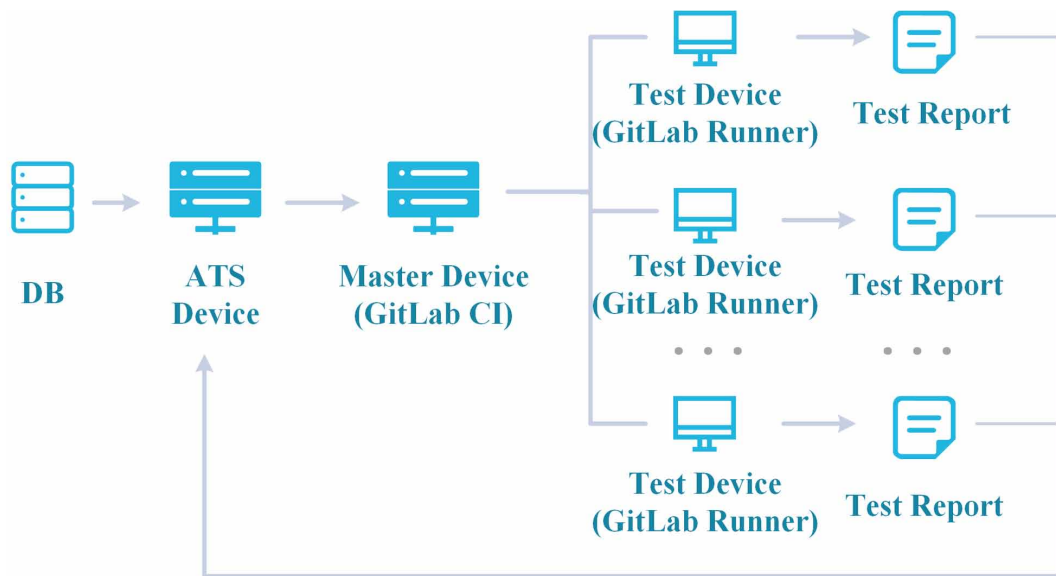 DB
ATS
Device
Master Device
(GitLab CI)
Test Device
(GitLab Runner)
Test Report
Test Device
(GitLab Runner)
Test Report
Test Device
(GitLab Runner)
Test Report